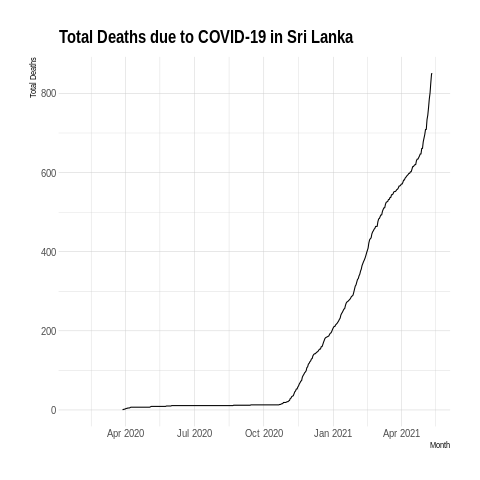 Total Deaths due to COVID-19 in Sri Lanka
Total Deaths
800
600
400
200
0
Apr 2020 Jul 2020 Oct 2020 Jan 2021 Apr 2021
Month